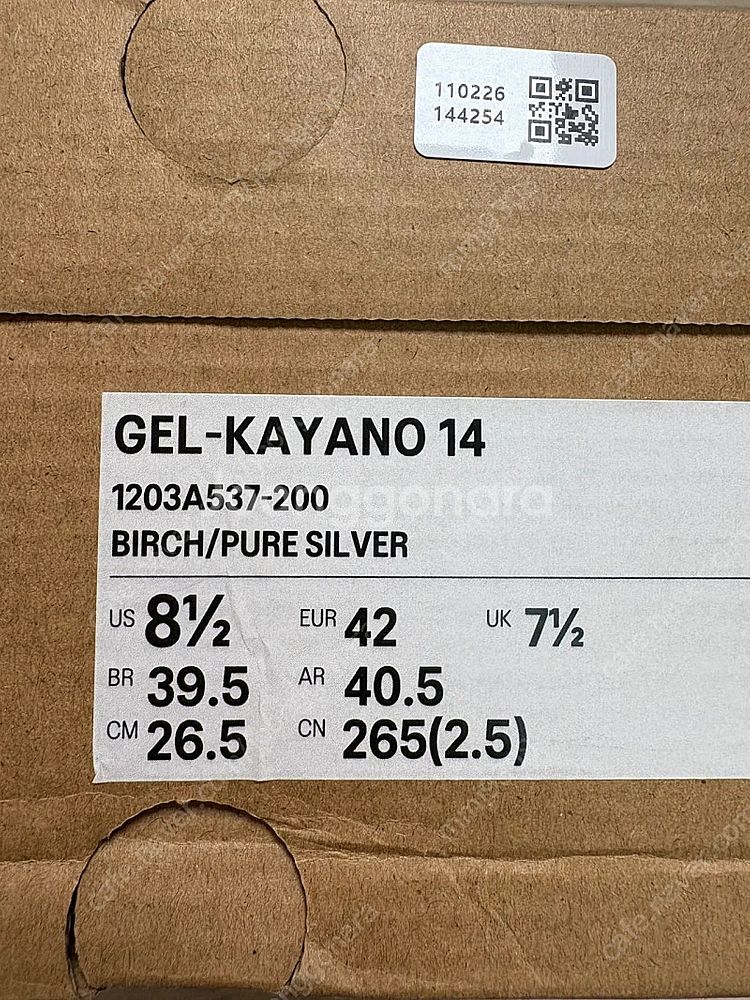 110226
144254
GEL-KAYANO 14
1203A537-200
BIRCH/PURE SILVER
US 8½ EUR 42 UK 7½
BR 39.5 AR 40.5
CM 26.5 CN 265(2.5)